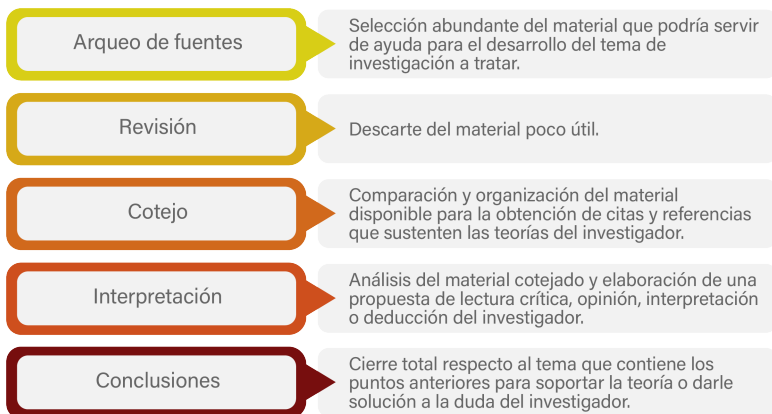 Arqueo de fuentes
Selección abundante del material que podría servir
de ayuda para el desarrollo del tema de
investigación a tratar.
Revisión
Descarte del material poco útil.
Cotejo
Comparación y organización del material
disponible para la obtención de citas y referencias
que sustenten las teorías del investigador.
Interpretación
Análisis del material cotejado y elaboración de una
propuesta de lectura crítica, opinión, interpretación
o deducción del investigador.
Conclusiones
Cierre total respecto al tema que contiene los
puntos anteriores para soportar la teoría o darle
solución a la duda del investigador.